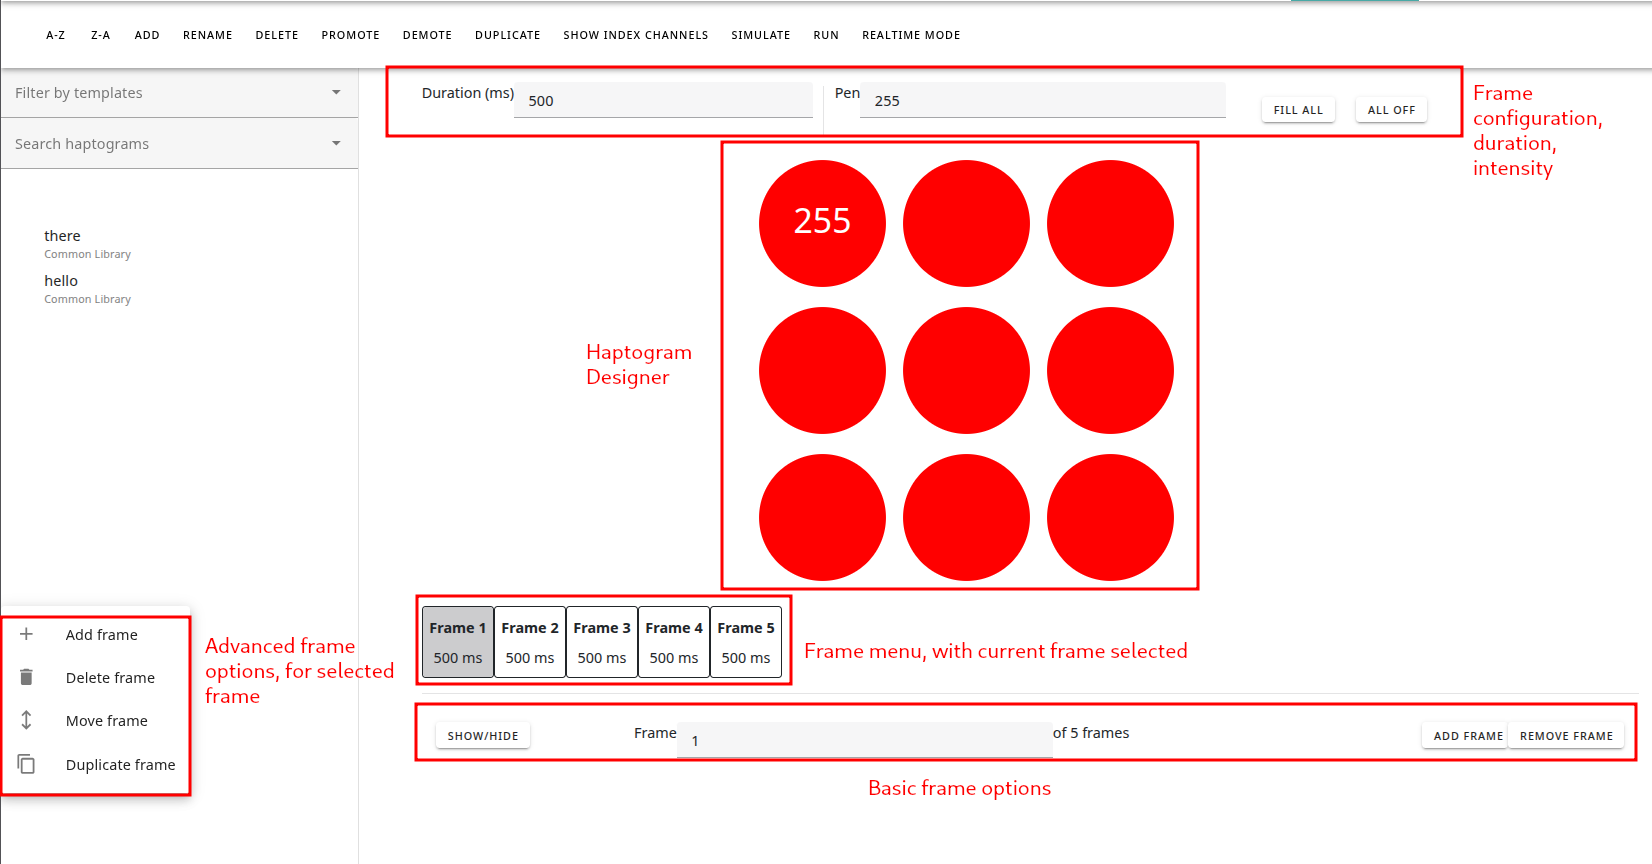 A-Z Z-A ADD RENAME DELETE PROMOTE DEMOTE DUPLICATE SHOW INDEX CHANNELS SIMULATE RUN REALTIME MODE
Filter by templates
Search haptograms
there
Common Library
hello
Common Library
Duration (ms) 500 Pen 255 FILL ALL ALL OFF
Frame
configuration,
duration,
intensity
255
Haptogram
Designer
Add frame
Delete frame
Move frame
Duplicate frame
Advanced frame
options, for selected
frame
Frame 1 Frame 2 Frame 3 Frame 4 Frame 5
500 ms 500 ms 500 ms 500 ms 500 ms
Frame menu, with current frame selected
SHOW/HIDE Frame 1 of 5 frames ADD FRAME REMOVE FRAME
Basic frame options